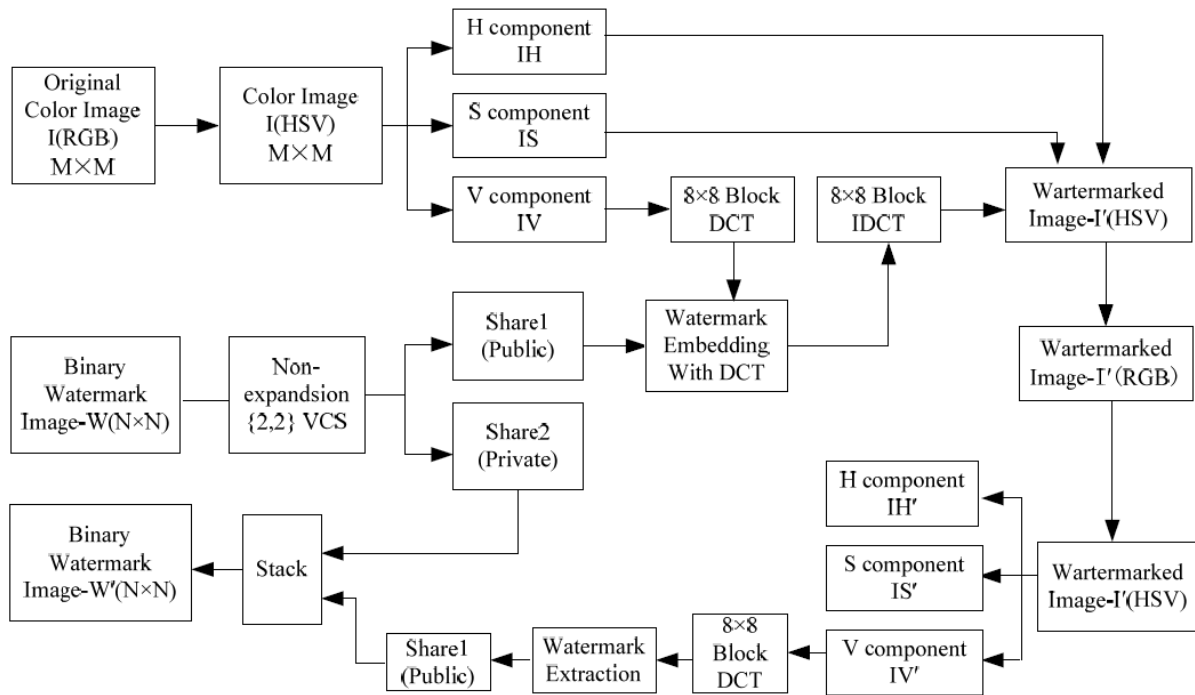 Original
Color Image
I(RGB)
M×M
Color Image
I(HSV)
M×M
H component
IH
S component
IS
V component
IV
8×8 Block
DCT
8×8 Block
IDCT
Wartermarked
Image-I′(HSV)
Binary
Watermark
Image-W(N×N)
Non-
expandsion
{2,2} VCS
Share1
(Public)
Share2
(Private)
Watermark
Embedding
With DCT
Wartermarked
Image-I′(RGB)
Wartermarked
Image-I′(HSV)
H component
IH′
S component
IS′
V component
IV′
8×8
Block
DCT
Watermark
Extraction
Share1
(Public)
Stack
Binary
Watermark
Image-W′(N×N)